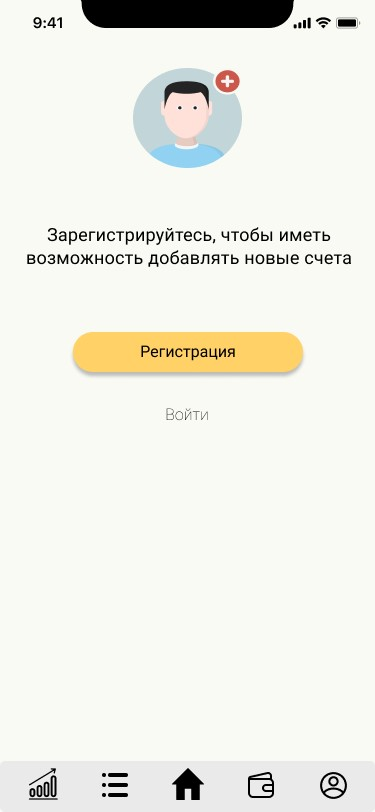 9:41
Зарегистрируйтесь, чтобы иметь
возможность добавлять новые счета
Регистрация
Войти